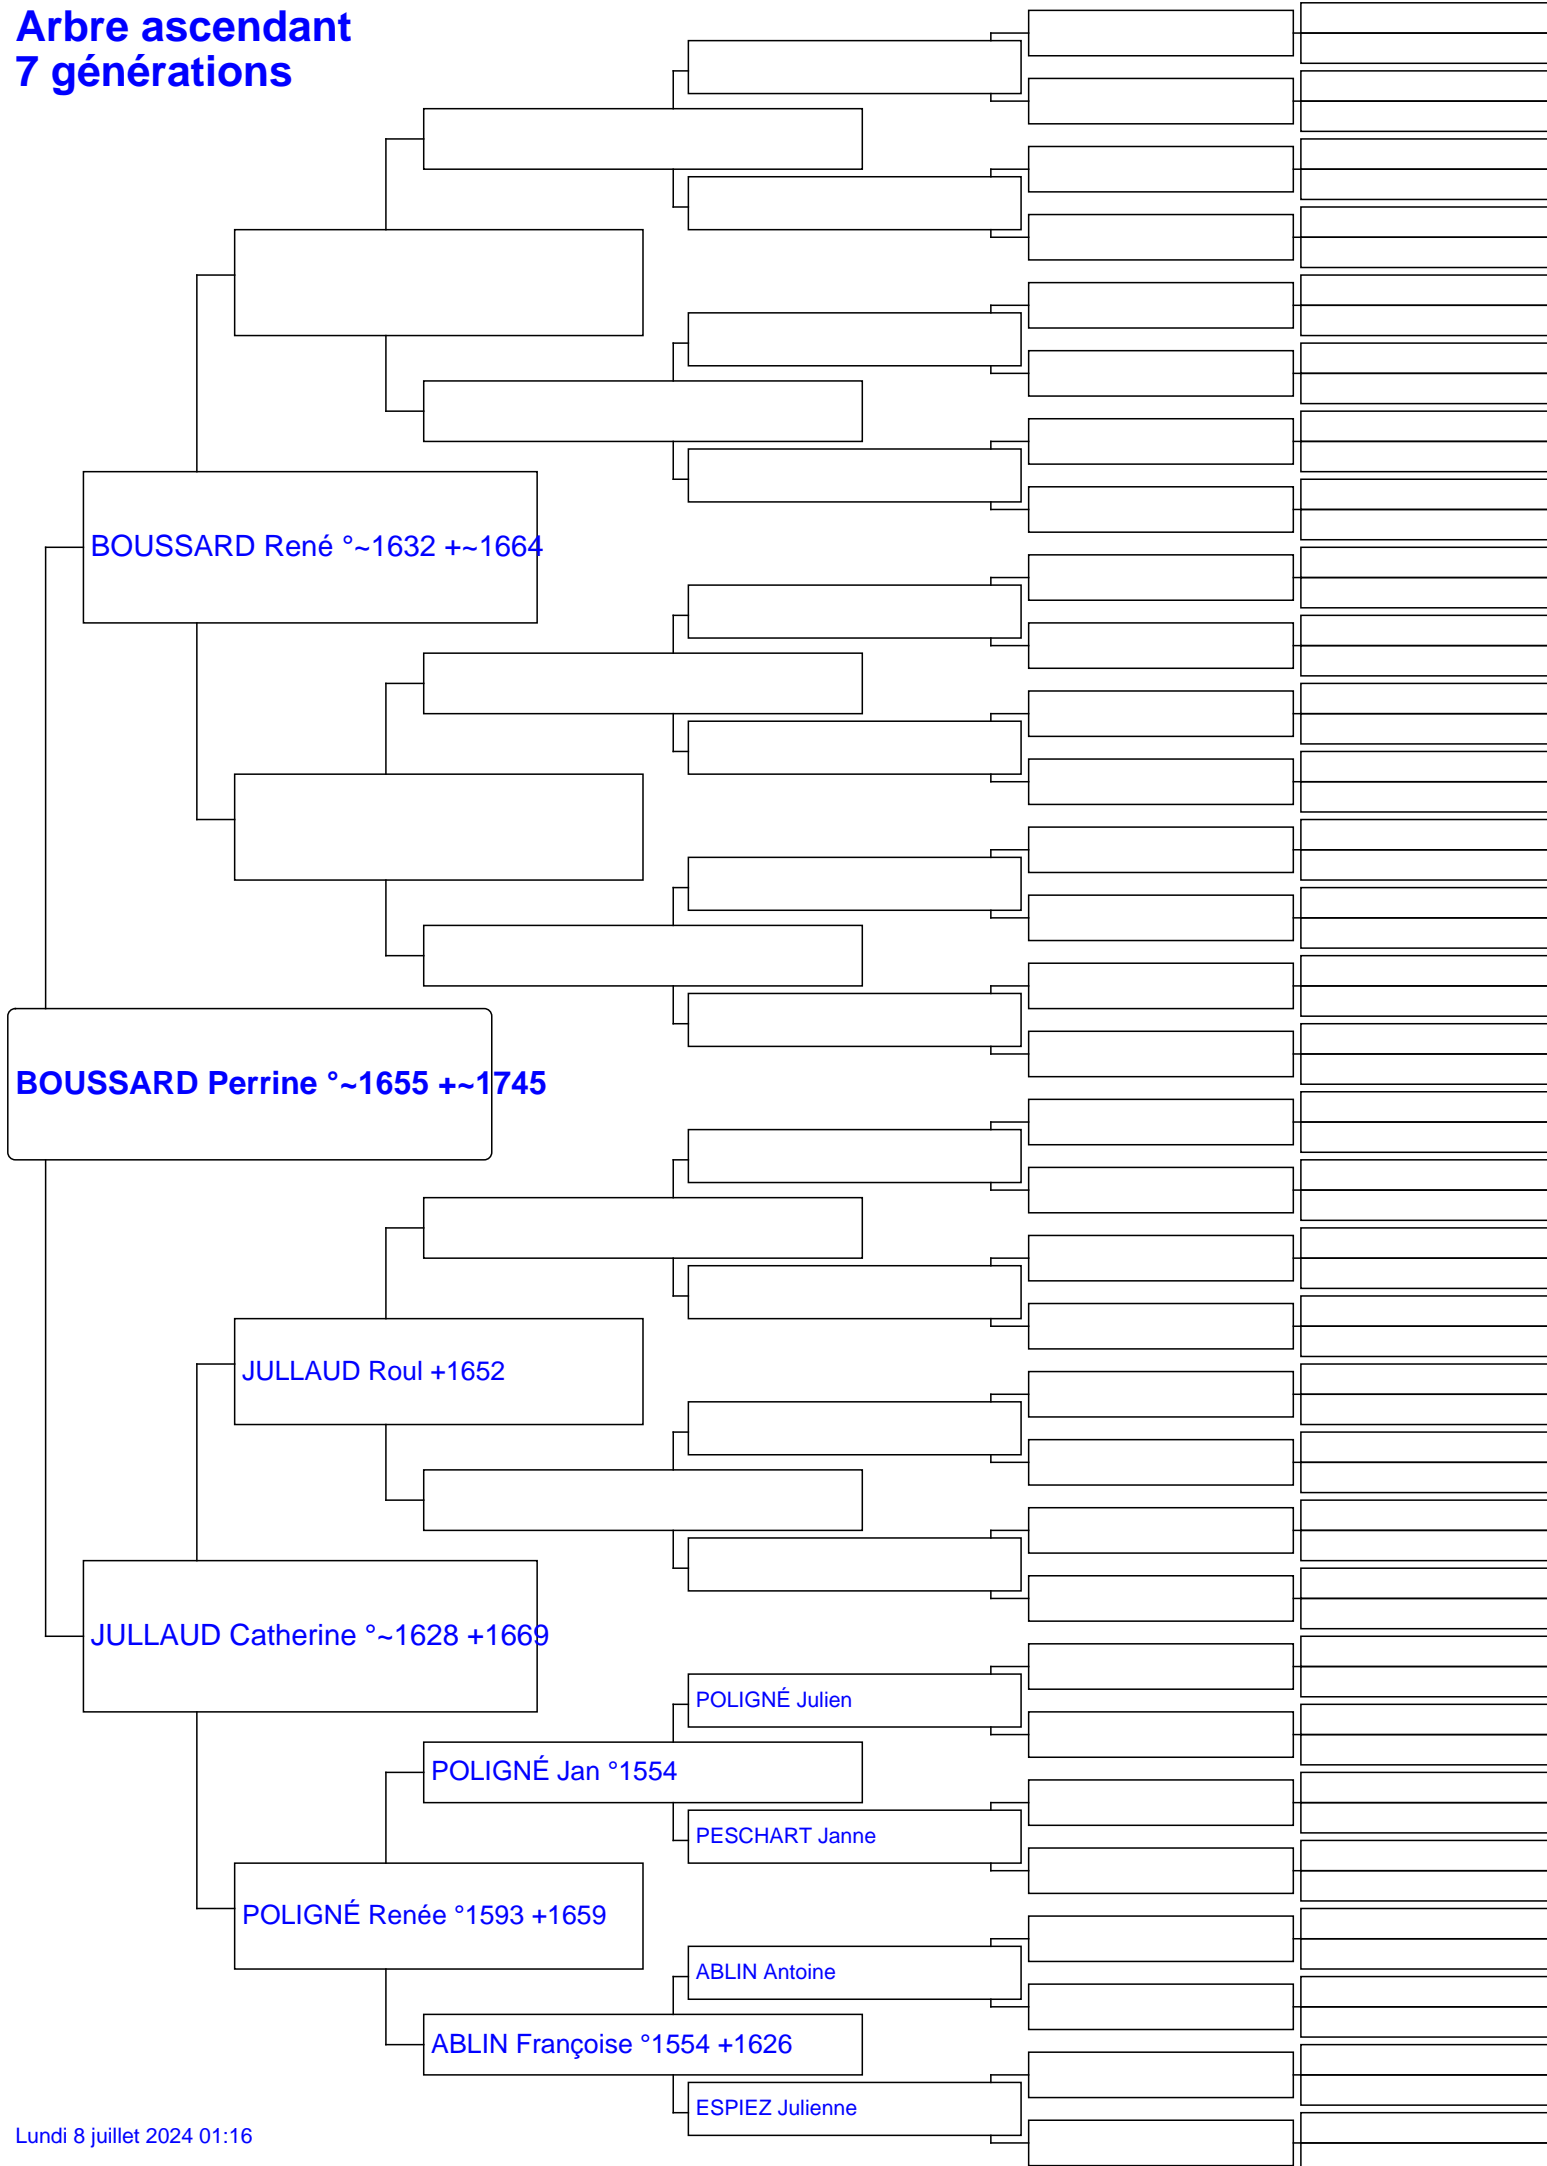 Arbre ascendant
7 générations
BOUSSARD René °~1632 +~1664
BOUSSARD Perrine °~1655 +~1745
JULLAUD Roul +1652
JULLAUD Catherine °~1628 +1669
POLIGNÉ Julien
POLIGNÉ Jan °1554
PESCHART Janne
POLIGNÉ Renée °1593 +1659
ABLIN Antoine
ABLIN Françoise °1554 +1626
ESPIEZ Julienne
Lundi 8 juillet 2024 01:16